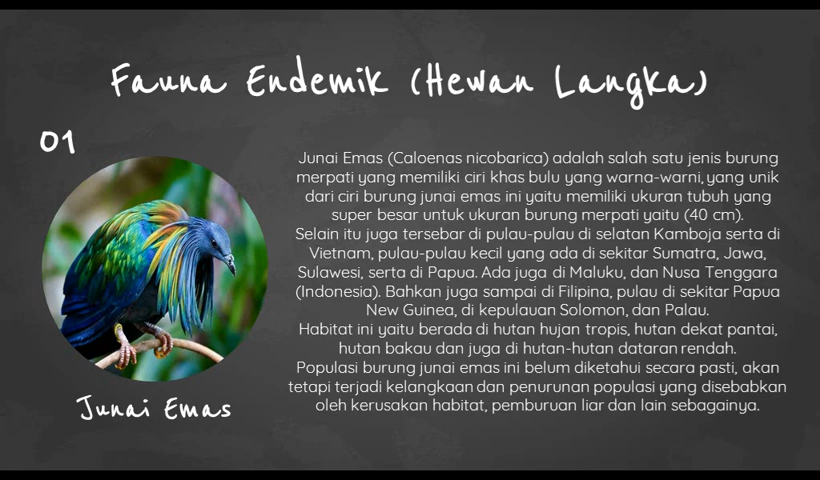 Fauna Endemik (Hewan Langka)
01
Junai Emas (Caloenas nicobarica) adalah salah satu jenis burung
merpati yang memiliki ciri khas bulu yang warna-warni, yang unik
dari ciri burung junai emas ini yaitu memiliki ukuran tubuh yang
super besar untuk ukuran burung merpati yaitu (40 cm).
Selain itu juga tersebar di pulau-pulau di selatan Kamboja serta di
Vietnam, pulau-pulau kecil yang ada di sekitar Sumatra, Jawa,
Sulawesi, serta di Papua. Ada juga di Maluku, dan Nusa Tenggara
(Indonesia). Bahkan juga sampai di Filipina, pulau di sekitar Papua
New Guinea, di kepulauan Solomon, dan Palau.
Habitat ini yaitu berada di hutan hujan tropis, hutan dekat pantai,
hutan bakau dan juga di hutan-hutan dataran rendah.
Populasi burung junai emas ini belum diketahui secara pasti, akan
tetapi terjadi kelangkaan dan penurunan populasi yang disebabkan
oleh kerusakan habitat, pemburuan liar dan lain sebagainya.
Junai Emas